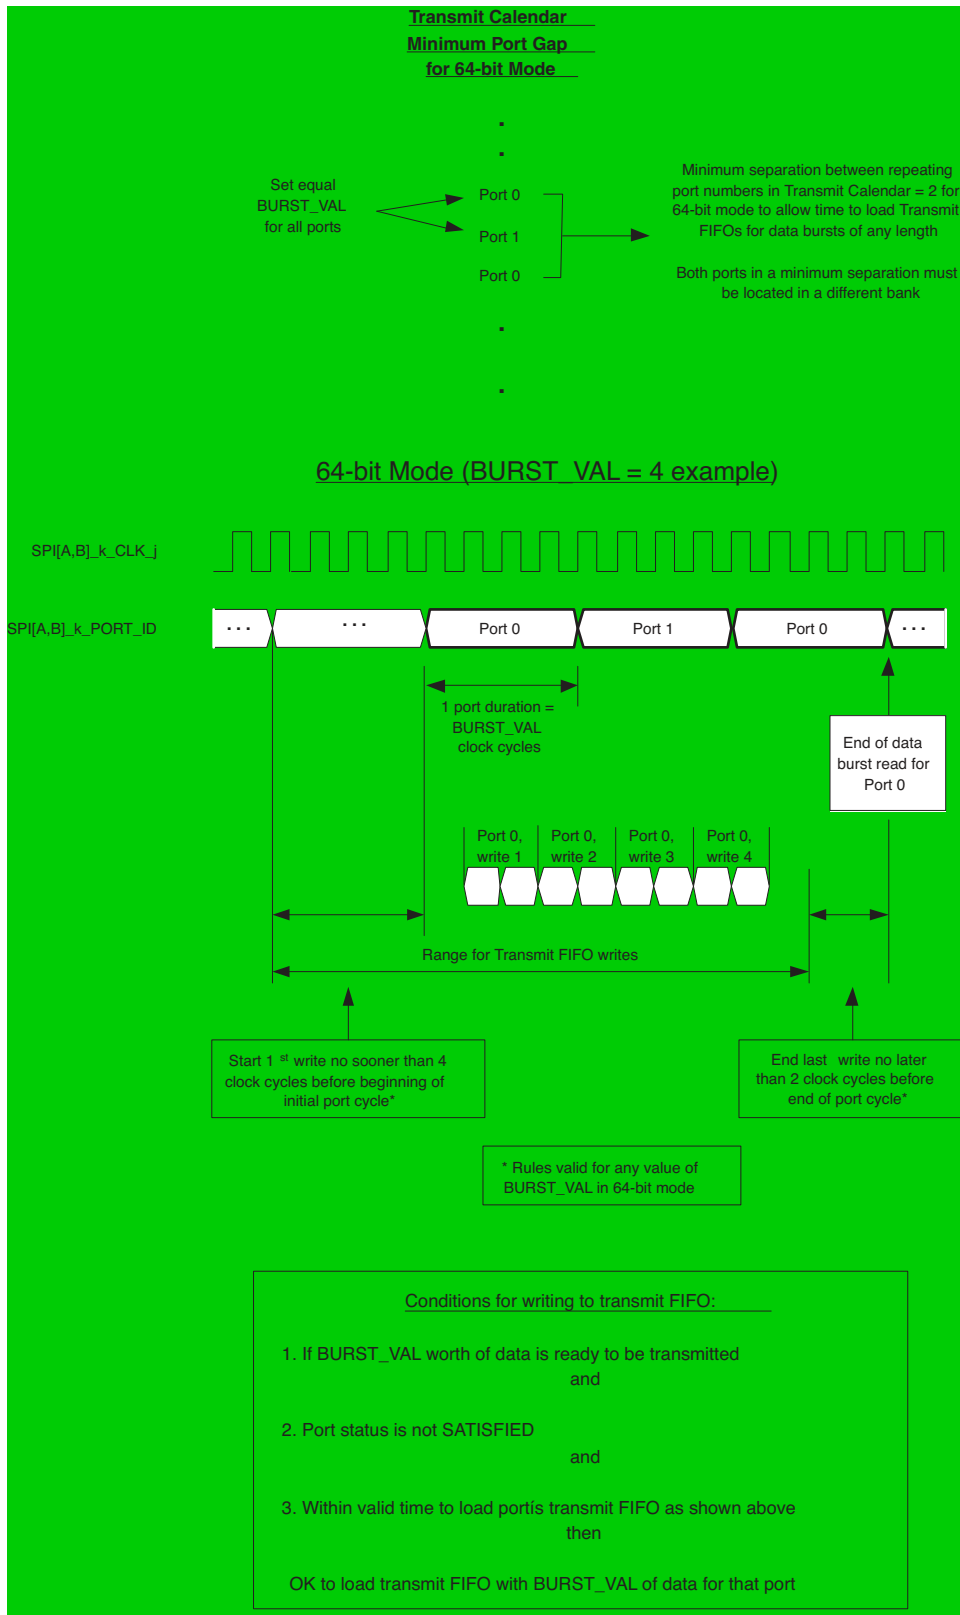 Transmit Calendar
Minimum Port Gap
for 64-bit Mode
.
.
Set equal
BURST_VAL
for all ports
Port 0
Port 1
Port 0
Minimum separation between repeating
port numbers in Transmit Calendar = 2 for
64-bit mode to allow time to load Transmit
FIFOs for data bursts of any length
Both ports in a minimum separation must
be located in a different bank
.
.
64-bit Mode (BURST_VAL = 4 example)
SPI[A,B]_k_CLK_j
SPI[A,B]_k_PORT_ID
... ... Port 0 Port 1 Port 0 ...
1 port duration =
BURST_VAL
clock cycles
End of data
burst read for
Port 0
Port 0,
write 1
Port 0,
write 2
Port 0,
write 3
Port 0,
write 4
Range for Transmit FIFO writes
Start 1 st write no sooner than 4
clock cycles before beginning of
initial port cycle*
End last write no later
than 2 clock cycles before
end of port cycle*
* Rules valid for any value of
BURST_VAL in 64-bit mode
Conditions for writing to transmit FIFO:
1. If BURST_VAL worth of data is ready to be transmitted
and
2. Port status is not SATISFIED
and
3. Within valid time to load portís transmit FIFO as shown above
then
OK to load transmit FIFO with BURST_VAL of data for that port